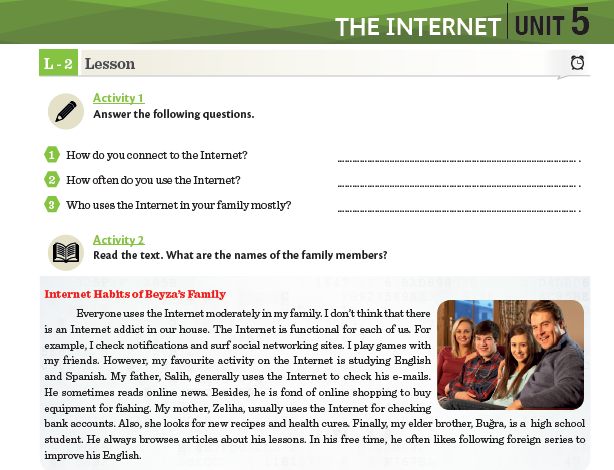 THE INTERNET UNIT 5
L - 2 Lesson
Activity 1
Answer the following questions.
1 How do you connect to the Internet? ........................................................................................ .
2 How often do you use the Internet? ........................................................................................ .
3 Who uses the Internet in your family mostly? ........................................................................................ .
Activity 2
Read the text. What are the names of the family members?
Internet Habits of Beyza's Family
Everyone uses the Internet moderately in my family. I don't think that there
is an Internet addict in our house. The Internet is functional for each of us. For
example, I check notifications and surf social networking sites. I play games with
my friends. However, my favourite activity on the Internet is studying English
and Spanish. My father, Salih, generally uses the Internet to check his e-mails.
He sometimes reads online news. Besides, he is fond of online shopping to buy
equipment for fishing. My mother, Zeliha, usually uses the Internet for checking
bank accounts. Also, she looks for new recipes and health cures. Finally, my elder brother, Buğra, is a high school
student. He always browses articles about his lessons. In his free time, he often likes following foreign series to
improve his English.